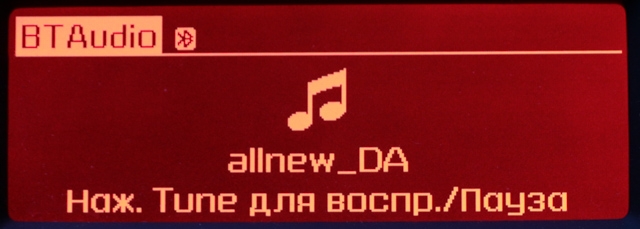 BTAudio
allnew_DA
Наж. Tune для воспр./Пауза